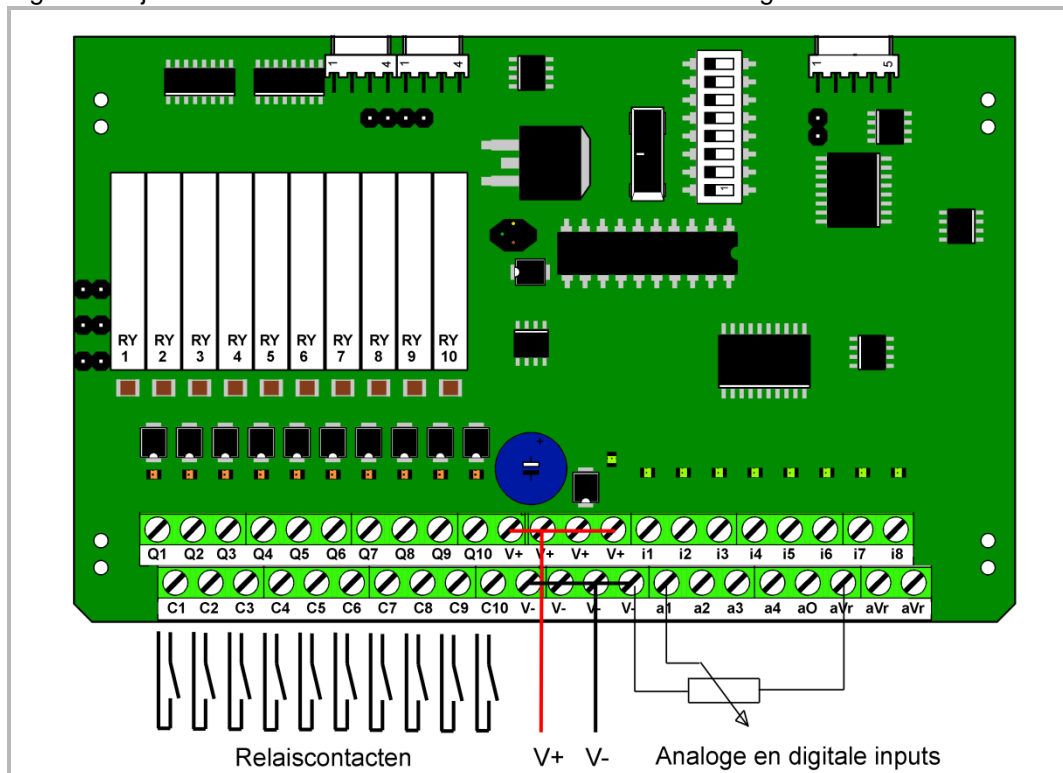 1 4 1 4 1 5
1
RY RY RY RY RY RY RY RY RY RY
1 2 3 4 5 6 7 8 9 10
+
Q1 Q2 Q3 Q4 Q5 Q6 Q7 Q8 Q9 Q10 V+ V+ V+ V+ i1 i2 i3 i4 i5 i6 i7 i8
C1 C2 C3 C4 C5 C6 C7 C8 C9 C10 V- V- V- V- a1 a2 a3 a4 aO aVr aVr aVr
Relaiscontacten V+ V- Analoge en digitale inputs